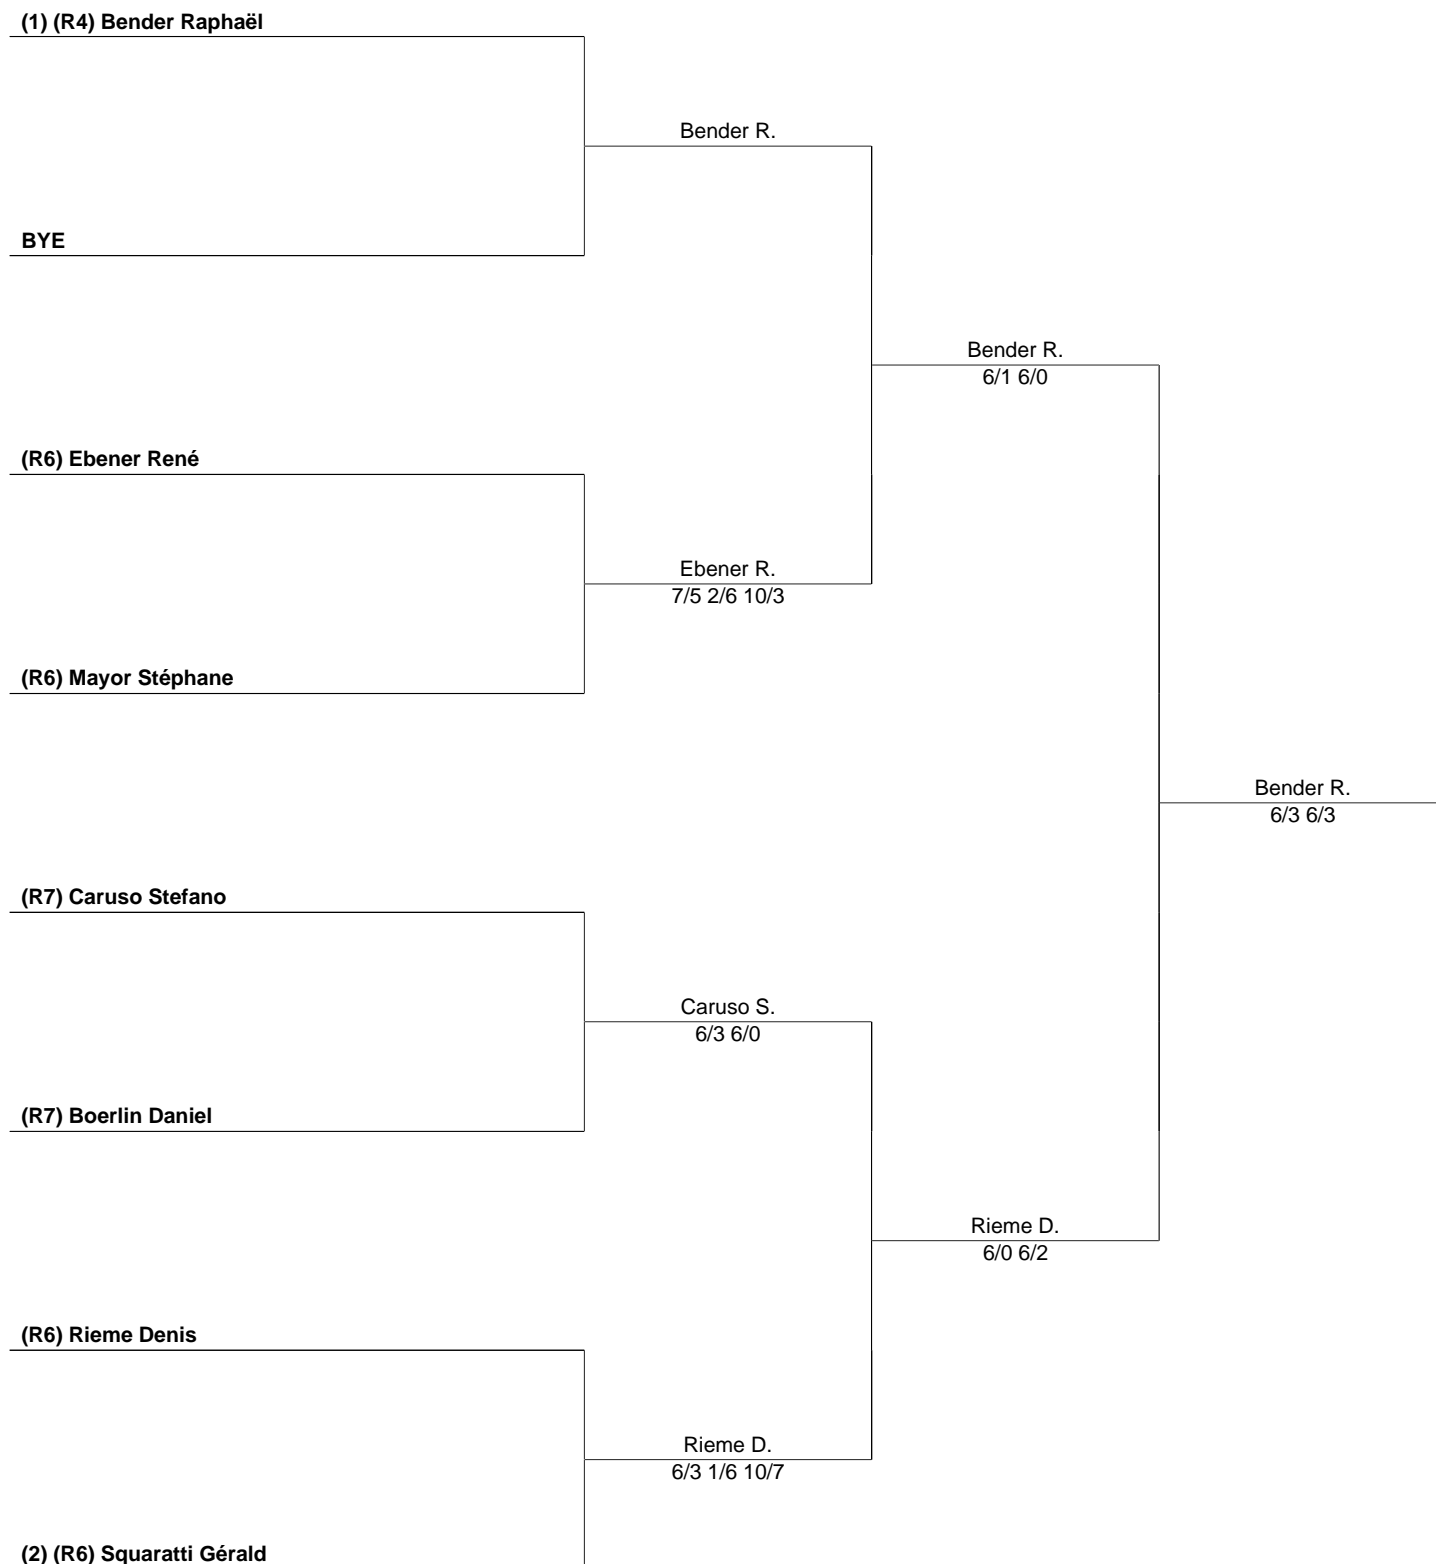 (1) (R4) Bender Raphaël
Bender R.
BYE
Bender R.
6/1 6/0
(R6) Ebener René
Ebener R.
7/5 2/6 10/3
(R6) Mayor Stéphane
Bender R.
6/3 6/3
(R7) Caruso Stefano
Caruso S.
6/3 6/0
(R7) Boerlin Daniel
Rieme D.
6/0 6/2
(R6) Rieme Denis
Rieme D.
6/3 1/6 10/7
(2) (R6) Squaratti Gérald